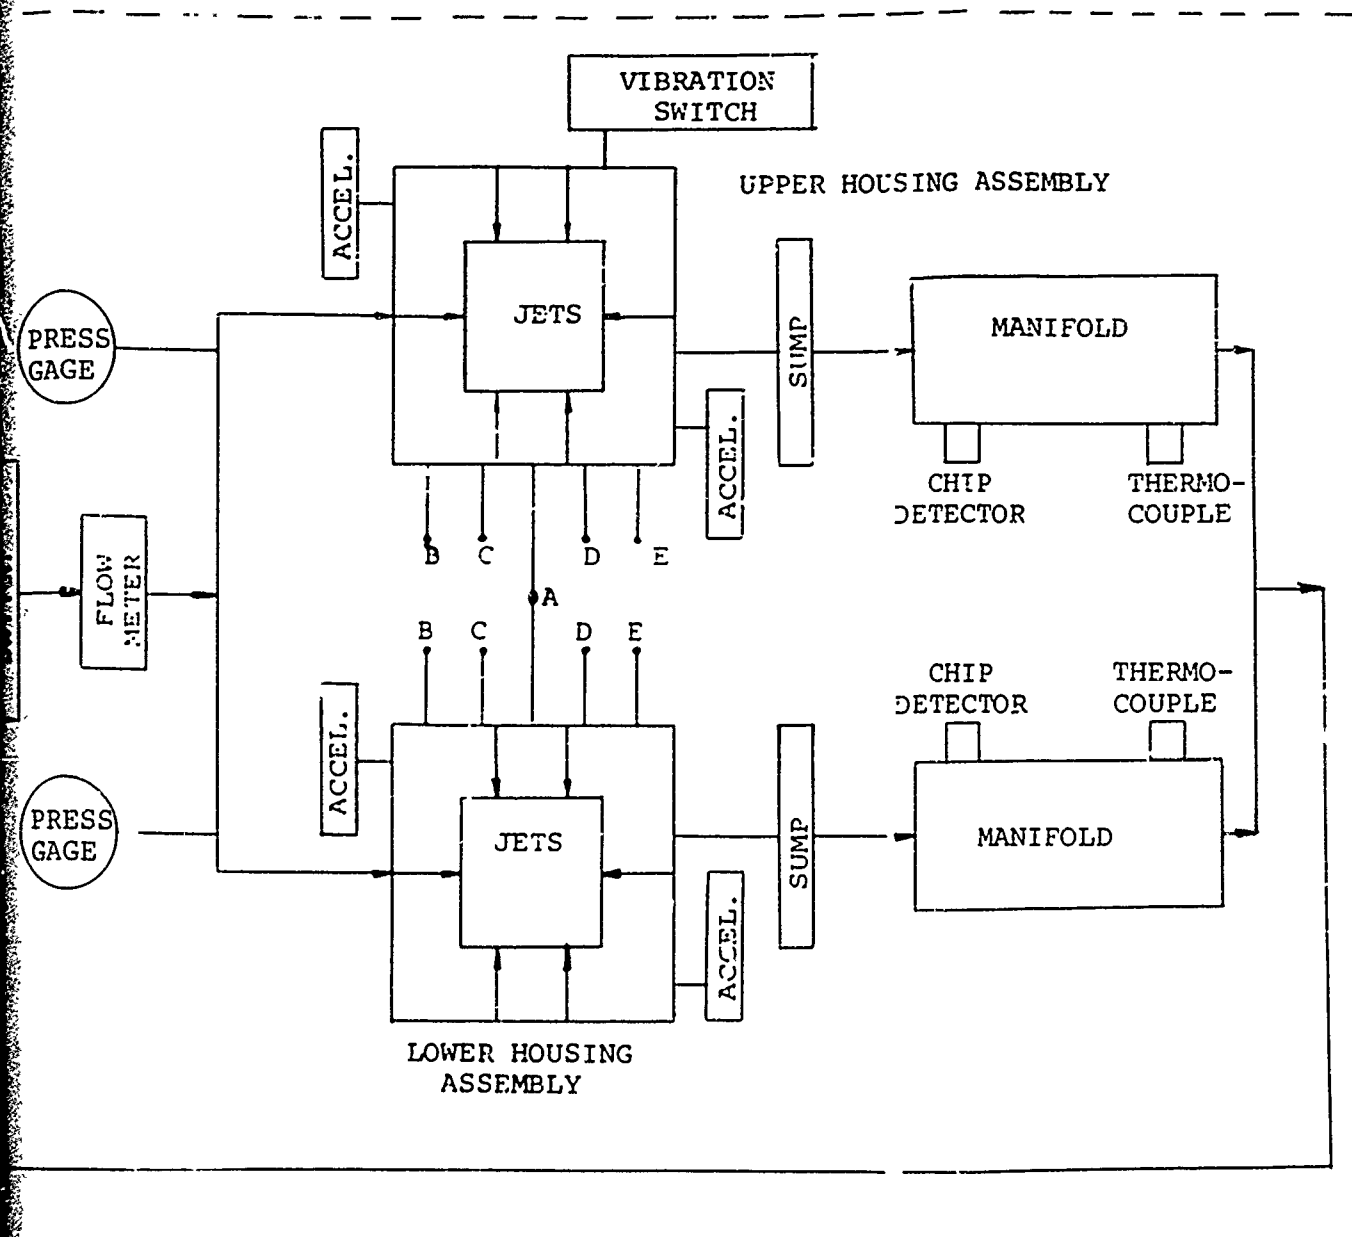 VIBRATION
SWITCH
ACCEL.
UPPER HOUSING ASSEMBLY
JETS
PRESS
GAGE
SUMP
MANIFOLD
ACCEL.
CHIP
DETECTOR
THERMO-
COUPLE
B C D E
FLOW
METER
A
B C D E
CHIP
DETECTOR
THERMO-
COUPLE
ACCEL.
PRESS
GAGE
JETS
SUMP
MANIFOLD
ACCEL.
LOWER HOUSING
ASSEMBLY